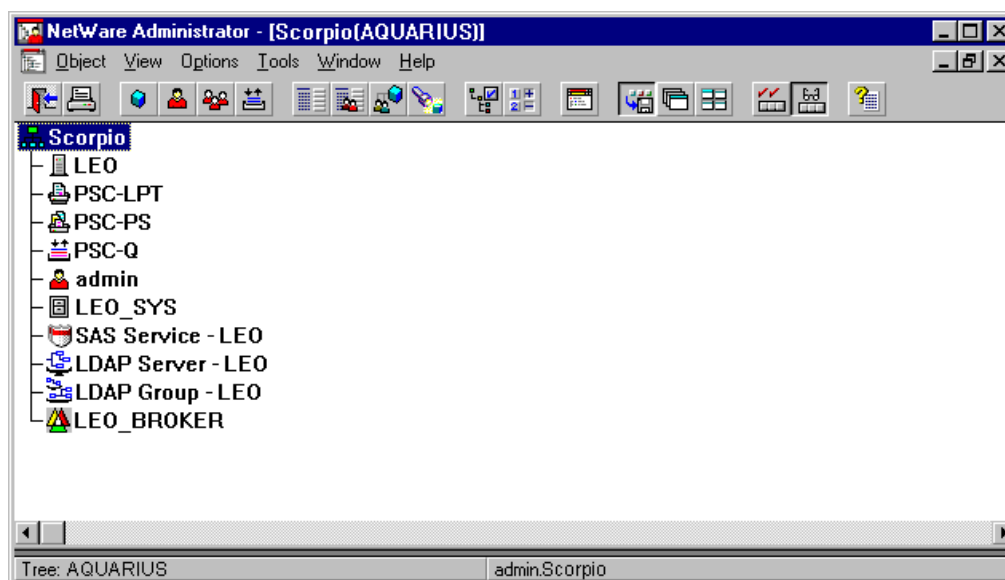 NetWare Administrator - [Scorpio(AQUARIUS)]
Object View Options Tools Window Help
Scorpio
LEO
PSC-LPT
PSC-PS
PSC-Q
admin
LEO_SYS
SAS Service - LEO
LDAP Server - LEO
LDAP Group - LEO
LEO_BROKER
Tree: AQUARIUS admin.Scorpio